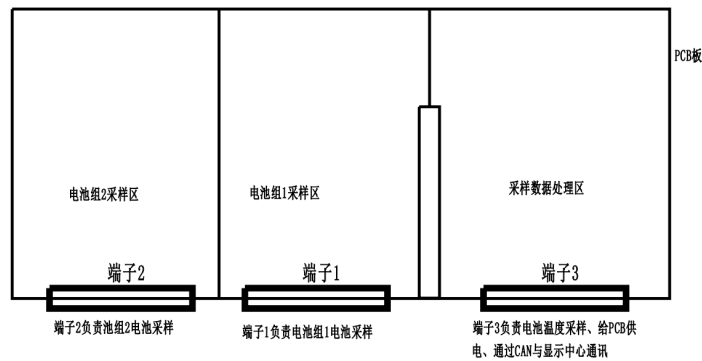 PCB板
电池组2采样区
电池组1采样区
采样数据处理区
端子2
端子1
端子3
端子2负责池组2电池采样
端子1负责电池组1电池采样
端子3负责电池温度采样、给PCB供
电、通过CAN与显示中心通讯